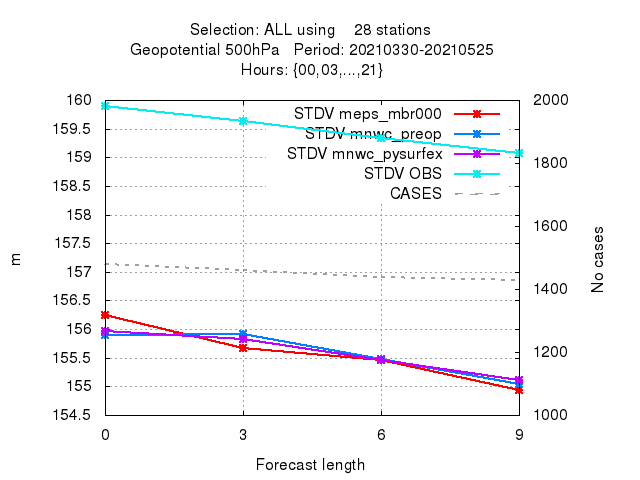 Selection: ALL using    28 stations
Geopotential 500hPa   Period: 20210330-20210525
Hours: {00,03,...,21}
160
159.5
159
158.5
158
157.5
157
156.5
156
155.5
155
154.5
m
STDV meps_mbr000
STDV mnwc_preop
STDV mnwc_pysurfex
STDV OBS
CASES
2000
1800
1600
1400
1200
1000
No cases
0 3 6 9
Forecast length